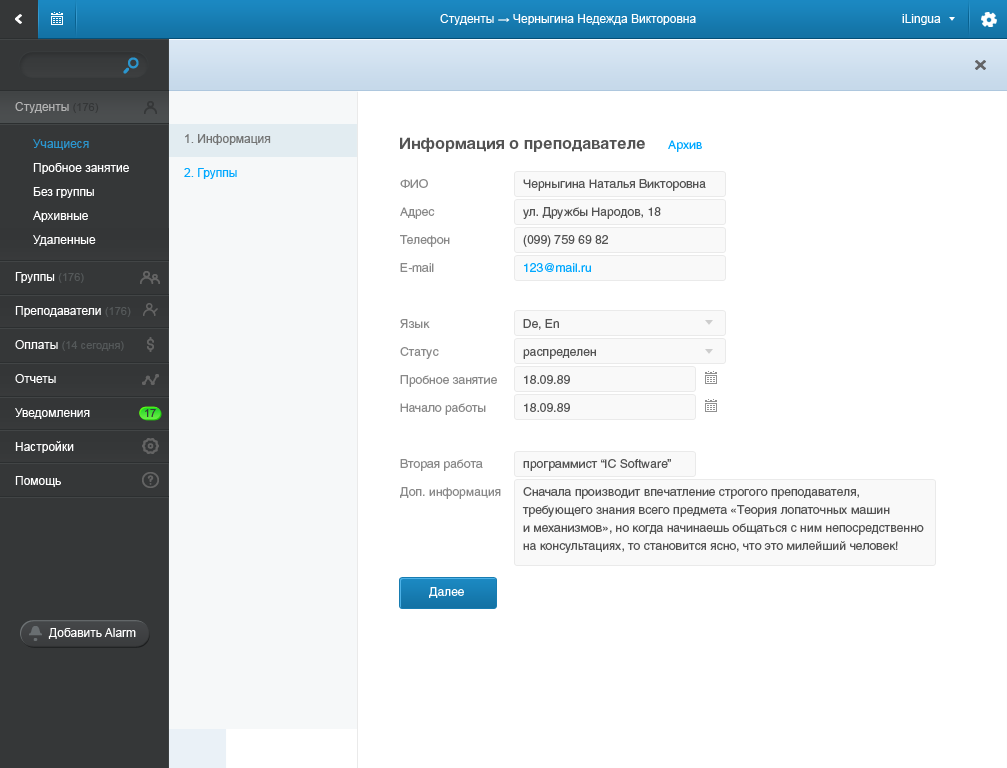 Студенты → Черныгина Надежда Викторовна
iLingua
Студенты (176)
Учащиеся
Пробное занятие
Без группы
Архивные
Удаленные
Группы (176)
Преподаватели (176)
Оплаты (14 сегодня)
Отчеты
Уведомления 17
Настройки
Помощь
Добавить Alarm
1. Информация
2. Группы
Информация о преподавателе Архив
ФИО Черныгина Наталья Викторовна
Адрес ул. Дружбы Народов, 18
Телефон (099) 759 69 82
E-mail 123@mail.ru
Язык De, En
Статус распределен
Пробное занятие 18.09.89
Начало работы 18.09.89
Вторая работа программист “IC Software”
Доп. информация Сначала производит впечатление строгого преподавателя,
требующего знания всего предмета «Теория лопаточных машин
и механизмов», но когда начинаешь общаться с ним непосредственно
на консультациях, то становится ясно, что это милейший человек!
Далее